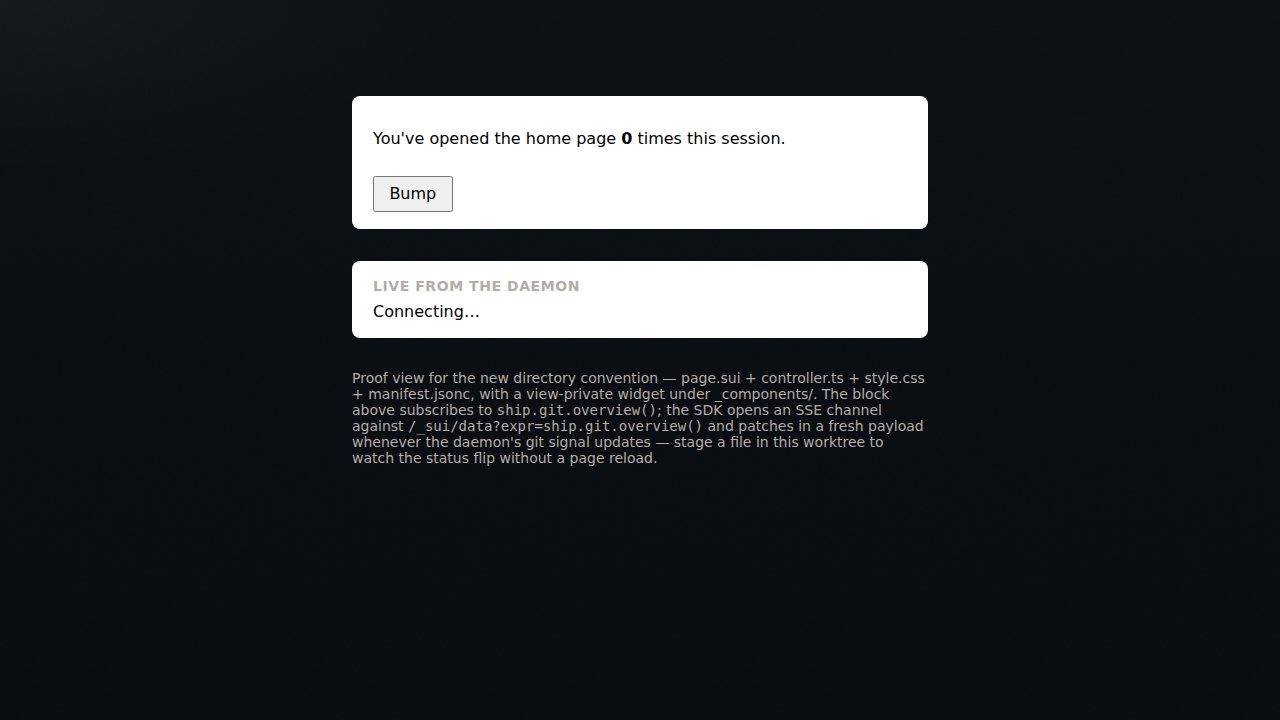 You've opened the home page 0 times this session.
Bump
LIVE FROM THE DAEMON
Connecting…
Proof view for the new directory convention — page.sui + controller.ts + style.css
+ manifest.jsonc, with a view-private widget under _components/. The block
above subscribes to ship.git.overview(); the SDK opens an SSE channel
against /_sui/data?expr=ship.git.overview() and patches in a fresh payload
whenever the daemon's git signal updates — stage a file in this worktree to
watch the status flip without a page reload.